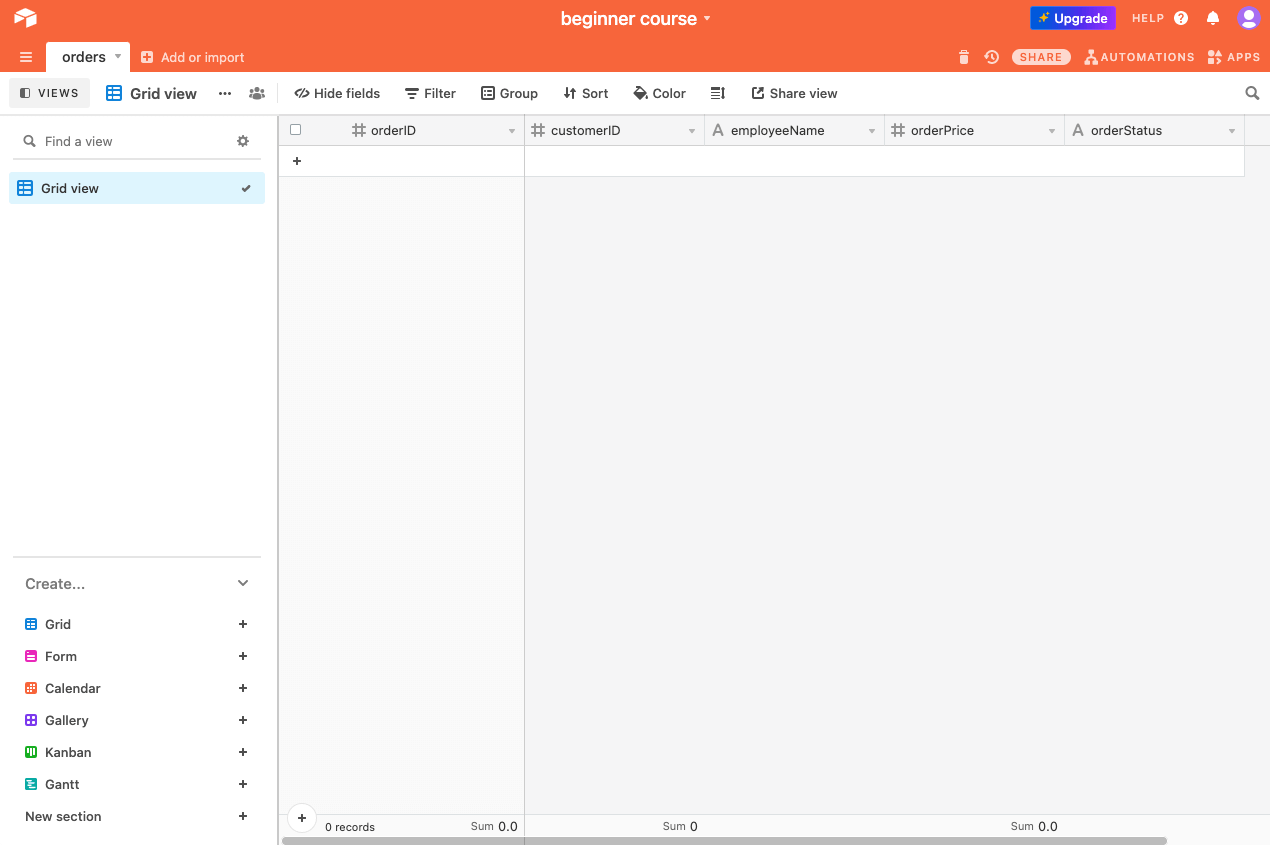 beginner course
Upgrade
HELP
orders
Add or import
SHARE
AUTOMATIONS
APPS
VIEWS
Grid view
Hide fields
Filter
Group
Sort
Color
Share view
Find a view
Grid view
orderID
customerID
employeeName
orderPrice
orderStatus
Create...
Grid
Form
Calendar
Gallery
Kanban
Gantt
New section
0 records
Sum 0.0
Sum 0
Sum 0.0